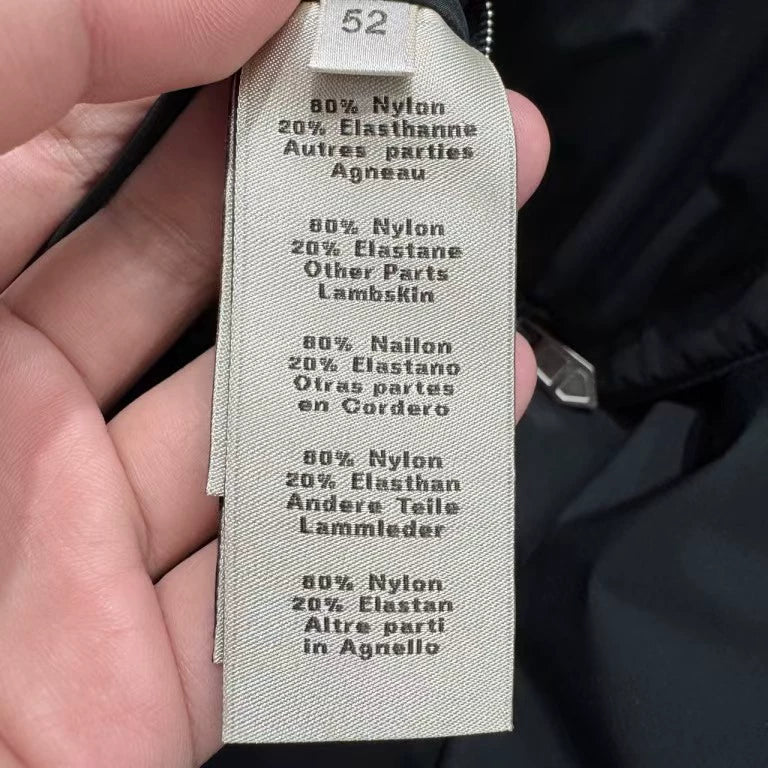 52
80% Nylon
20% Elasthanne
Autres parties
Agneau
80% Nylon
20% Elastane
Other Parts
LambsKin
80% Nailon
20% Elastano
Otras partes
en Cordero
80% Nylon
20% Elasthan
Andere Teile
Lammleder
80% Nylon
20% Elastan
Altre parti
in Agnello